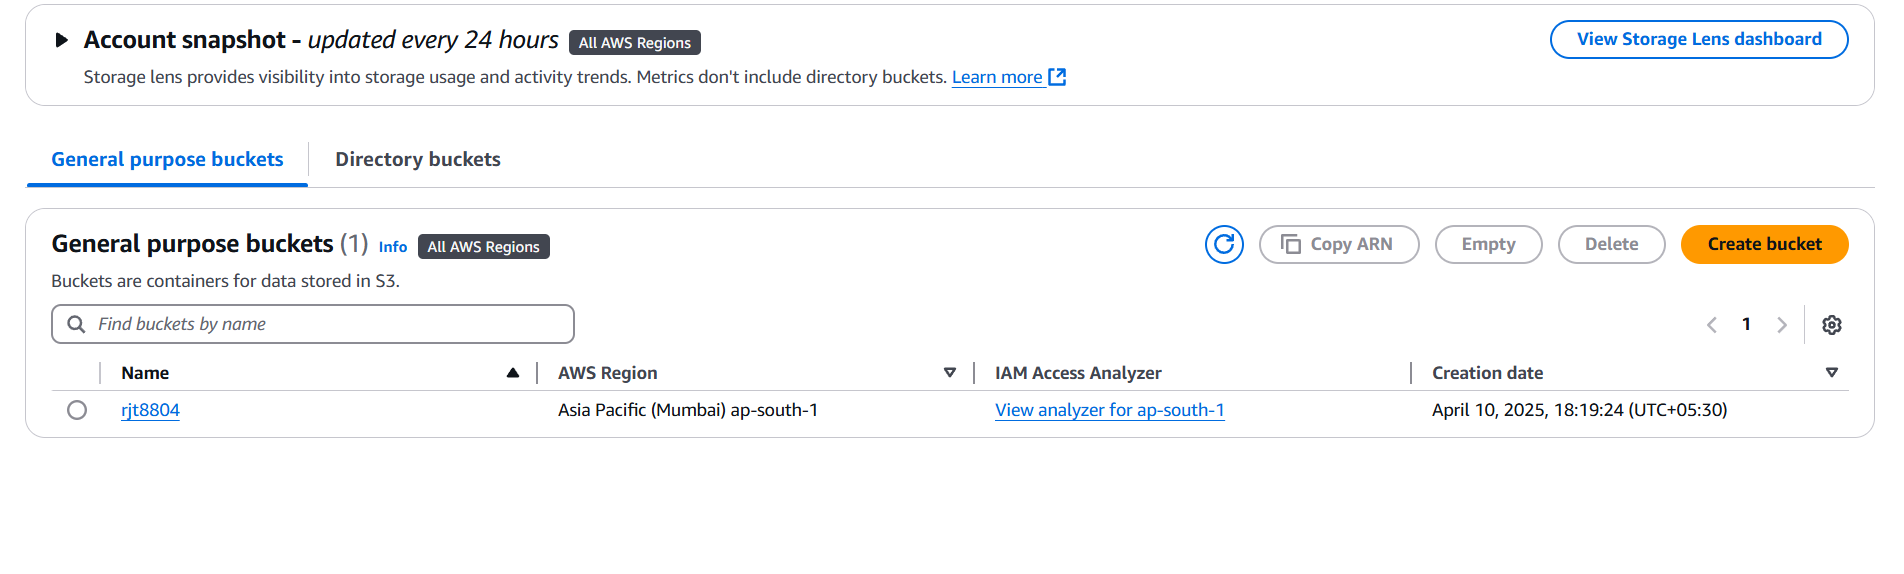 Account snapshot - updated every 24 hours All AWS Regions
View Storage Lens dashboard
Storage lens provides visibility into storage usage and activity trends. Metrics don't include directory buckets. Learn more
General purpose buckets
Directory buckets
General purpose buckets (1) Info All AWS Regions
Copy ARN
Empty
Delete
Create bucket
Buckets are containers for data stored in S3.
Find buckets by name
1
Name AWS Region IAM Access Analyzer Creation date
rjt8804 Asia Pacific (Mumbai) ap-south-1 View analyzer for ap-south-1 April 10, 2025, 18:19:24 (UTC+05:30)